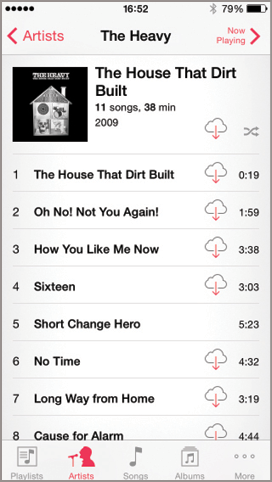 16:52 79%
Artists The Heavy Now Playing
THE HEAVY
The House That Dirt Built
11 songs, 38 min
2009
1 The House That Dirt Built 0:19
2 Oh No! Not You Again! 1:59
3 How You Like Me Now 3:38
4 Sixteen 3:03
5 Short Change Hero 5:23
6 No Time 4:32
7 Long Way from Home 3:19
8 Cause for Alarm 4:44
Playlists Artists Songs Albums More